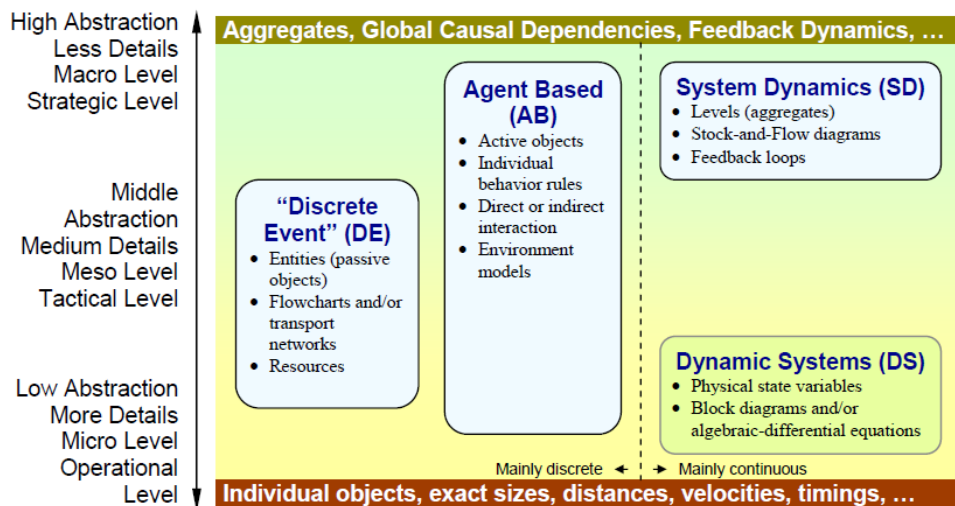 High Abstraction
Less Details
Macro Level
Strategic Level
Middle
Abstraction
Medium Details
Meso Level
Tactical Level
Low Abstraction
More Details
Micro Level
Operational
Level
Aggregates, Global Causal Dependencies, Feedback Dynamics, …
“Discrete
Event” (DE)
• Entities (passive
objects)
• Flowcharts and/or
transport
networks
• Resources
Agent Based
(AB)
• Active objects
• Individual
behavior rules
• Direct or indirect
interaction
• Environment
models
System Dynamics (SD)
• Levels (aggregates)
• Stock-and-Flow diagrams
• Feedback loops
Dynamic Systems (DS)
• Physical state variables
• Block diagrams and/or
algebraic-differential equations
Mainly discrete
Mainly continuous
Individual objects, exact sizes, distances, velocities, timings, …